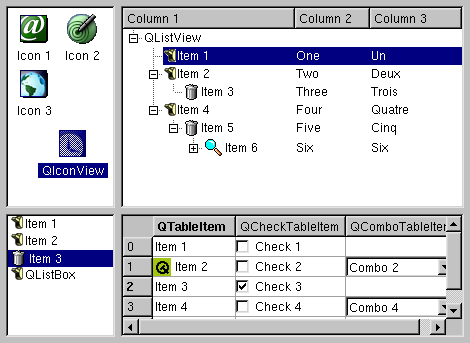 Icon 1 Icon 2
Icon 3
QIconView
Column 1 Column 2 Column 3
QListView
Item 1 One Un
Item 2 Two Deux
Item 3 Three Trois
Item 4 Four Quatre
Item 5 Five Cinq
Item 6 Six Six
Item 1
Item 2
Item 3
QListBox
QTableItem QCheckTableItem QComboTableIter
0 Item 1 Check 1
1 Item 2 Check 2 Combo 2
2 Item 3 Check 3
3 Item 4 Check 4 Combo 4